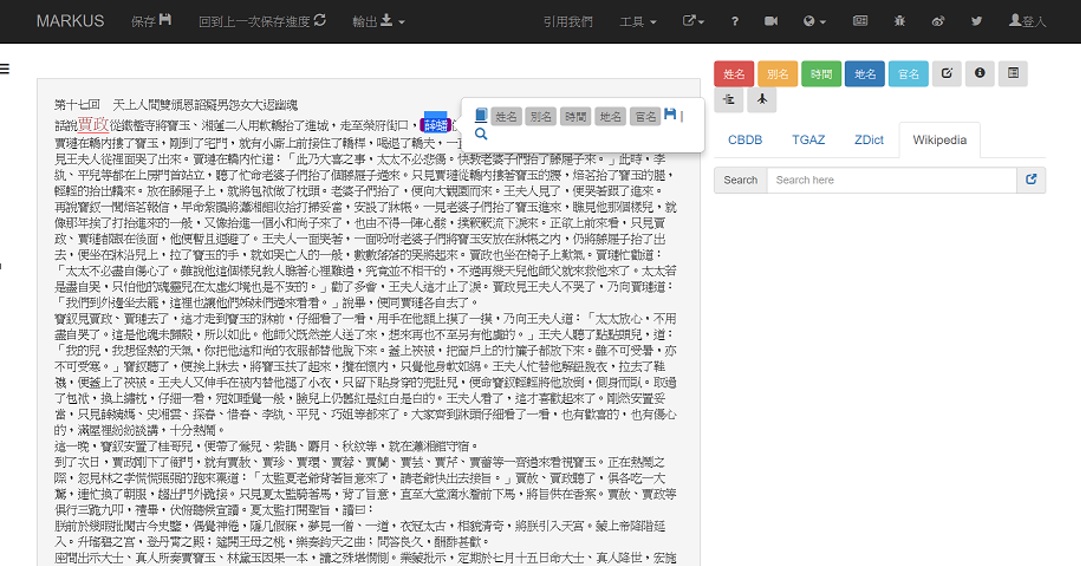 MARKUS 保存 回到上一次保存進度 輸出 引用我們 工具 ? 登入
姓名 別名 時間 地名 官名
CBDB TGAZ ZDict Wikipedia
Search Search here
姓名 別名 時間 地名 官名
第十七回 天上人間雙頒恩詔癡男怨女大返幽魂
話說賈政從鐵檻寺將寶玉、湘蓮二人用軟轎抬了進城,走至榮府街口,
賈璉在轎內摟了寶玉,剛到了宅門,就有小廝上前接住了轎槓,喝退了轎夫,一
見王夫人從裡面哭了出來。賈璉在轎內忙道:「此乃大喜之事,太太不必悲傷。快教老婆子們抬了藤屜子來。」此時,李
紈、平兒等都在上房門首站立,聽了忙命老婆子們抬了個藤屜子過來。只見賈璉從轎內摟著寶玉的腰,焙茗抬了寶玉的腿,
輕輕的抬出轎來。放在藤屜子上,就將包袱做了枕頭。老婆子們抬了,便向大觀園而來。王夫人見了,便哭著跟了進來。
再說寶釵一聞焙茗報信,早命紫鵑將瀟湘館收拾打掃妥當,安設了牀帳。一見老婆子們抬了寶玉進來,瞧見他那個樣兒,就
像那年挨了打抬進來的一般,又像抬進一個小和尚子來了,也由不得一陣心酸,撲簌簌流下淚來。正欲上前來看,只見賈
政、賈璉都跟在後面,他便暫且迴避了。王夫人一面哭著,一面吩咐老婆子們將寶玉安放在牀帳之內,仍將藤屜子抬了出
去,便坐在牀沿兒上,拉了寶玉的手,就如哭亡人的一般,數數落落的哭將起來。賈政也坐在椅子上歎氣。賈璉忙勸道:
「太太不必盡自傷心了。雖說他這個樣兒教人瞧著心裡難過,究竟並不相干的,不過再幾天兒他師父就來救他來了。太太若
是盡自哭,只怕他的魂靈兒在太虛幻境也是不安的。」勸了多會,王夫人這才止了淚。賈政見王夫人不哭了,乃向賈璉道:
「我們到外邊坐去罷,這裡也讓他們姊妹們過來看看。」說畢,便同賈璉各自去了。
寶釵見賈政、賈璉去了,這才走到寶玉的牀前,仔細看了一看,用手在他額上摸了一摸,乃向王夫人道:「太太放心,不用
盡自哭了。這是他魂未歸殼,所以如此。他師父既然差人送了來,想來再也不至另有他虞的。」王夫人聽了點點頭兒,道:
「我的兒,我想怪熱的天氣,你把他這和尚的衣服都替他脫下來。蓋上裌被,把窗戶上的竹簾子都放下來。雖不可受暑,亦
不可受寒。」寶釵聽了,便挨上牀去,將寶玉扶了起來,攬在懷內,只覺他身軟如綿。王夫人忙替他解鈕脫衣,拉去了鞋
襪,便蓋上了裌被。王夫人又伸手在被內替他褪了小衣,只留下貼身穿的兜肚兒,便命寶釵輕輕將他放倒,側身而臥。取過
了包袱,換上繡枕,仔細一看,宛如睡覺一般,臉兒上仍舊紅是紅白是白的。王夫人看了,這才喜歡起來了。剛然安置妥
當,只見薛姨媽、史湘雲、探春、惜春、李紈、平兒、巧姐等都來了。大家齊到牀頭仔細看了一看,也有歡喜的,也有傷心
的,滿屋裡紛紛談講,十分熱鬧。
這一晚,寶釵安置了桂哥兒,便帶了鶯兒、紫鵑、麝月、秋紋等,就在瀟湘館守宿。
到了次日,賈政剛下了衙門,就有賈赦、賈珍、賈環、賈蓉、賈蘭、賈芸、賈芹、賈薔等一齊過來看視寶玉。正在熱鬧之
際,忽見林之孝慌慌張張的跑來稟道:「太監夏老爺背著旨意來了,請老爺快出去接旨。」賈赦、賈政聽了,俱各吃一大
驚,連忙換了朝服,趨出門外跪接。只見夏太監騎著馬,背了旨意,直至大堂滴水簷前下馬,將旨供在香案。賈赦、賈政等
俱行三跪九叩,禮畢,伏俯聽候宣讀。夏太監打開聖旨,讀曰:
朕前於幾暇批閱古今史鑒,偶覺神倦,隱几假寐,夢見一僧、一道,衣冠太古,相貌清奇,將朕引入天宮。蒙上帝降階延
入。升瑤碧之宮,登丹霄之殿;筵開王母之桃,樂奏鈞天之曲;問答良久,酬酢甚歡。
座間出示大士、真人所奏賈寶玉、林黛玉因果一本,讀之殊堪憫惻。樂蒙批示,定期於七月十五日命大士、真人降世,宏施